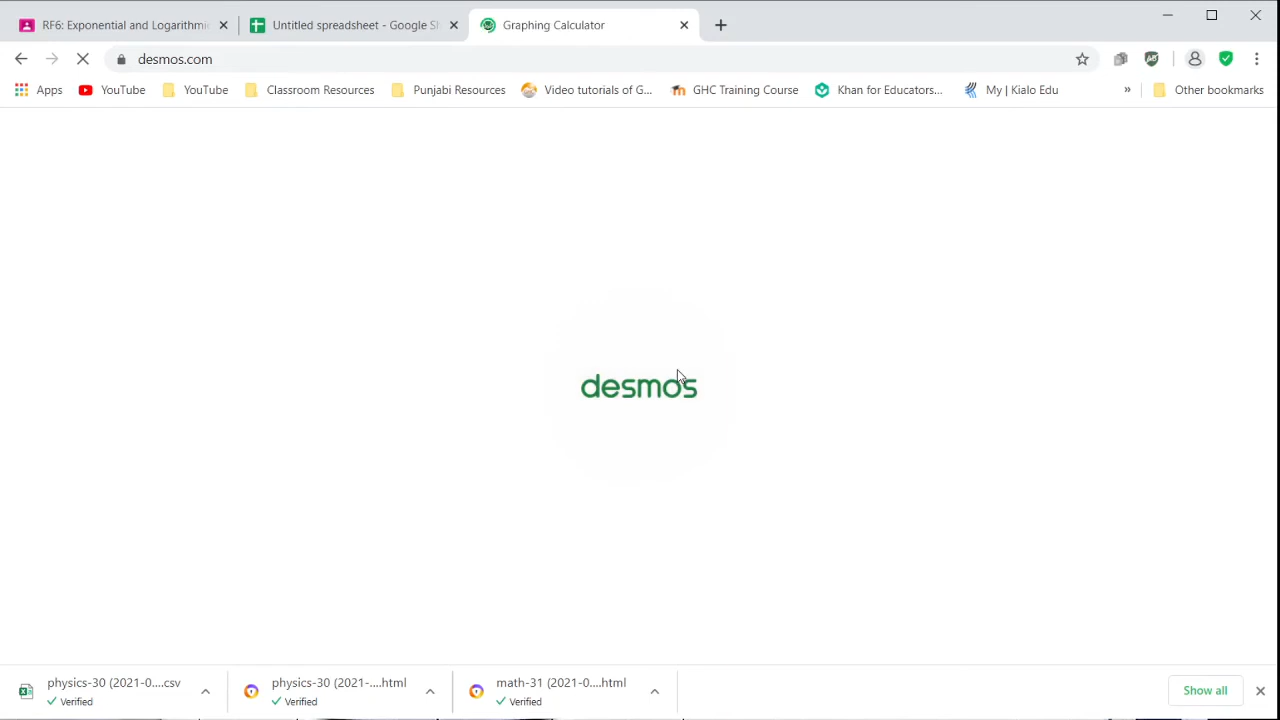 RF6: Exponential and Logarithmic
Untitled spreadsheet - Google Sh
Graphing Calculator
desmos.com
Apps
YouTube
YouTube
Classroom Resources
Punjabi Resources
Video tutorials of G...
GHC Training Course
Khan for Educators...
My | Kialo Edu
»
Other bookmarks
desmos
physics-30 (2021-0....csv
Verified
physics-30 (2021-....html
Verified
math-31 (2021-0....html
Verified
Show all